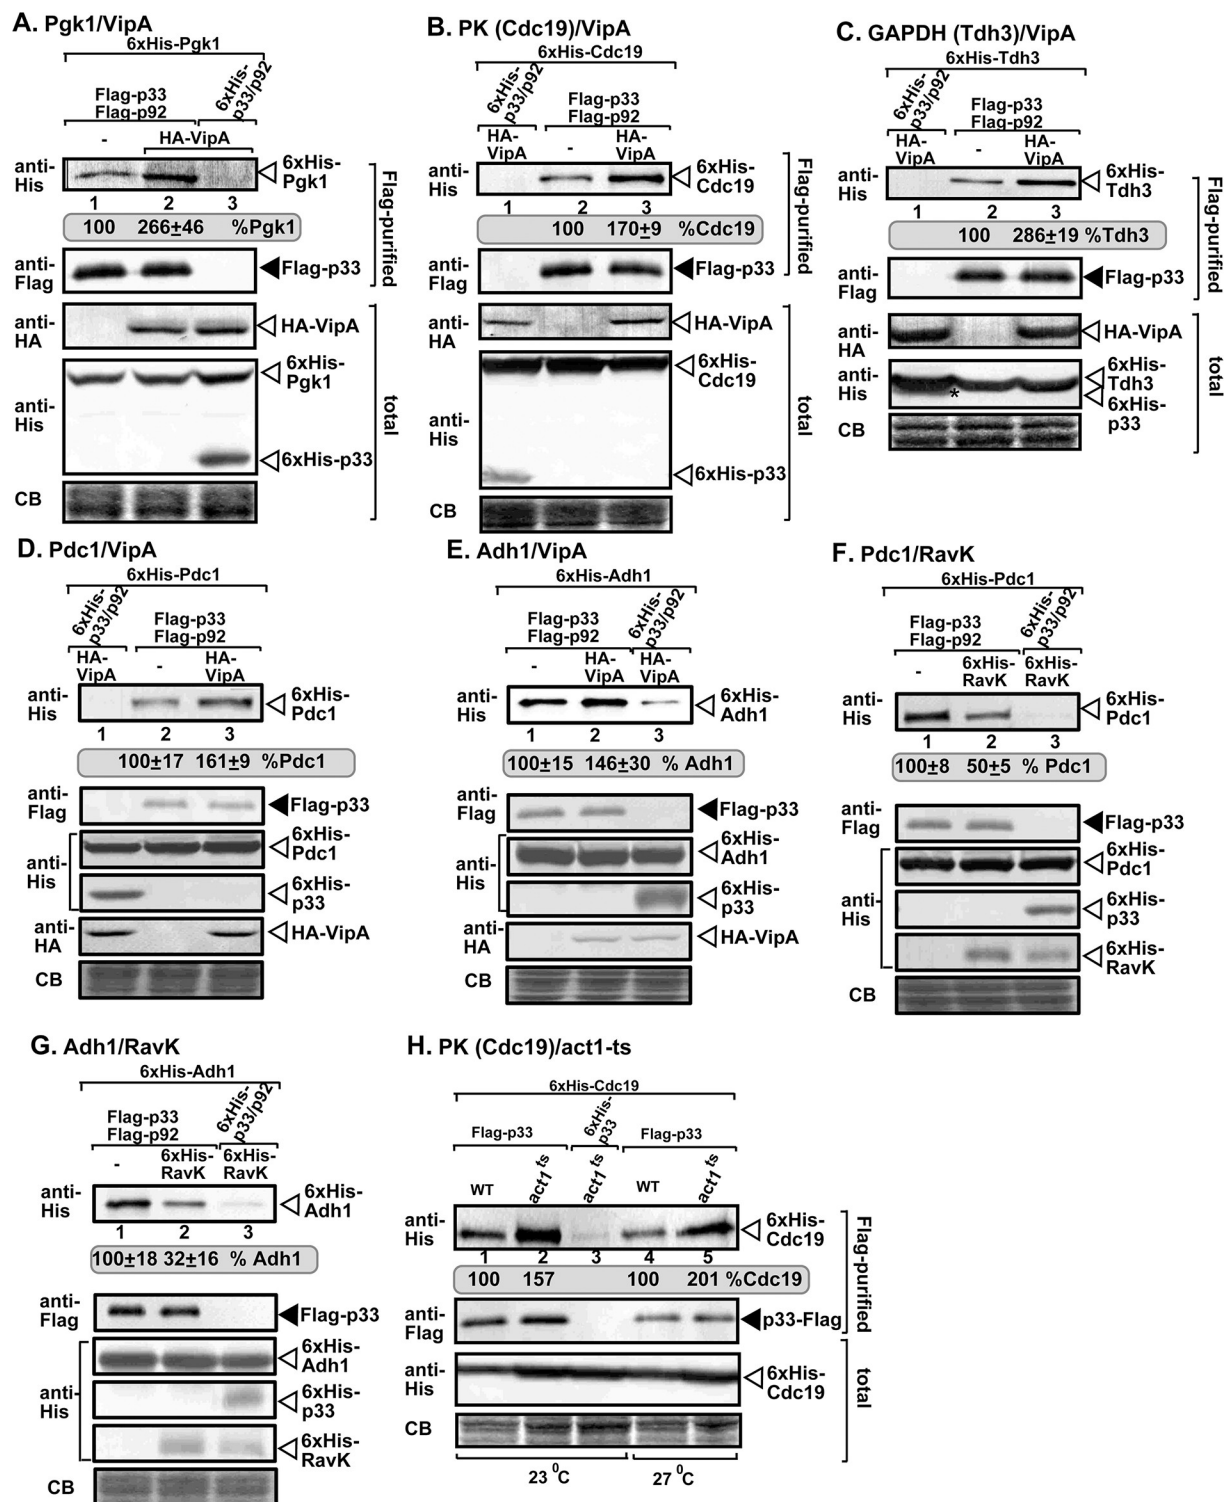 A. Pgk1/VipA
6xHis-Pgk1
Flag-p33
Flag-p92
6xHis-
p33/p92
-
HA-VipA
anti-
His
6xHis-
Pgk1
1 2 3
100 266±46 %Pgk1
anti-
Flag
Flag-p33
Flag-purified
anti-
HA
HA-VipA
6xHis-
Pgk1
anti-
His
6xHis-p33
CB
total
B. PK (Cdc19)/VipA
6xHis-Cdc19
6xHis-
p33/p92
Flag-p33
Flag-p92
HA-
VipA
-
HA-
VipA
anti-
His
6xHis-
Cdc19
1 2 3
100 170±9 %Cdc19
anti-
Flag
Flag-p33
Flag-purified
anti-
HA
HA-VipA
6xHis-
Cdc19
anti-
His
6xHis-p33
CB
total
C. GAPDH (Tdh3)/VipA
6xHis-Tdh3
6xHis-
p33/p92
Flag-p33
Flag-p92
HA-
VipA
-
HA-
VipA
anti-
His
6xHis-
Tdh3
1 2 3
100 286±19 %Tdh3
anti-
Flag
Flag-p33
Flag-purified
anti-
HA
HA-VipA
anti-
His
*
6xHis-
Tdh3
6xHis-
p33
CB
total
D. Pdc1/VipA
6xHis-Pdc1
6xHis-
p33/p92
Flag-p33
Flag-p92
HA-
VipA
-
HA-
VipA
anti-
His
6xHis-
Pdc1
1 2 3
100±17 161±9 %Pdc1
anti-
Flag
Flag-p33
anti-
His
6xHis-
Pdc1
6xHis-
p33
anti-
HA
HA-VipA
CB
E. Adh1/VipA
6xHis-Adh1
Flag-p33
Flag-p92
6xHis-
p33/p92
-
HA-
VipA
HA-
VipA
anti-
His
6xHis-
Adh1
1 2 3
100±15 146±30 % Adh1
anti-
Flag
Flag-p33
anti-
His
6xHis-
Adh1
6xHis-
p33
anti-
HA
HA-VipA
CB
F. Pdc1/RavK
6xHis-Pdc1
Flag-p33
Flag-p92
6xHis-
p33/p92
-
6xHis-
RavK
6xHis-
RavK
anti-
His
6xHis-
Pdc1
1 2 3
100±8 50±5 % Pdc1
anti-
Flag
Flag-p33
anti-
His
6xHis-
Pdc1
6xHis-
p33
6xHis-
RavK
CB
G. Adh1/RavK
6xHis-Adh1
Flag-p33
Flag-p92
6xHis-
p33/p92
-
6xHis-
RavK
6xHis-
RavK
anti-
His
6xHis-
Adh1
1 2 3
100±18 32±16 % Adh1
anti-
Flag
Flag-p33
anti-
His
6xHis-
Adh1
6xHis-
p33
6xHis-
RavK
CB
H. PK (Cdc19)/act1-ts
6xHis-Cdc19
Flag-p33
6xHis-
p33
Flag-p33
WT
act1 ts
act1 ts
WT
act1 ts
anti-
His
6xHis-
Cdc19
1 2 3 4 5
100 157 100 201 %Cdc19
anti-
Flag
p33-Flag
Flag-purified
anti-
His
6xHis-
Cdc19
CB
total
23 ⁰C 27 ⁰C